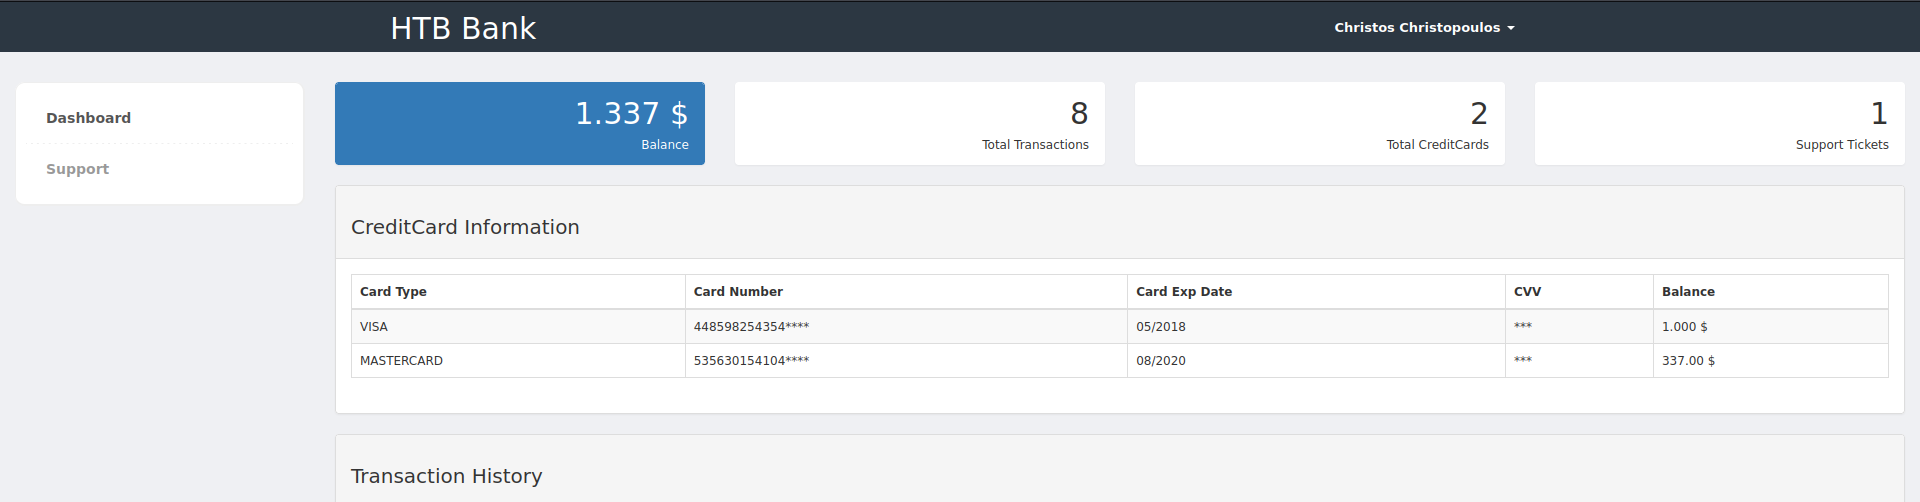 HTB Bank
Christos Christopoulos
Dashboard
Support
1.337 $
Balance
8
Total Transactions
2
Total CreditCards
1
Support Tickets
CreditCard Information
Card Type Card Number Card Exp Date CVV Balance
VISA 448598254354**** 05/2018 *** 1.000 $
MASTERCARD 535630154104**** 08/2020 *** 337.00 $
Transaction History